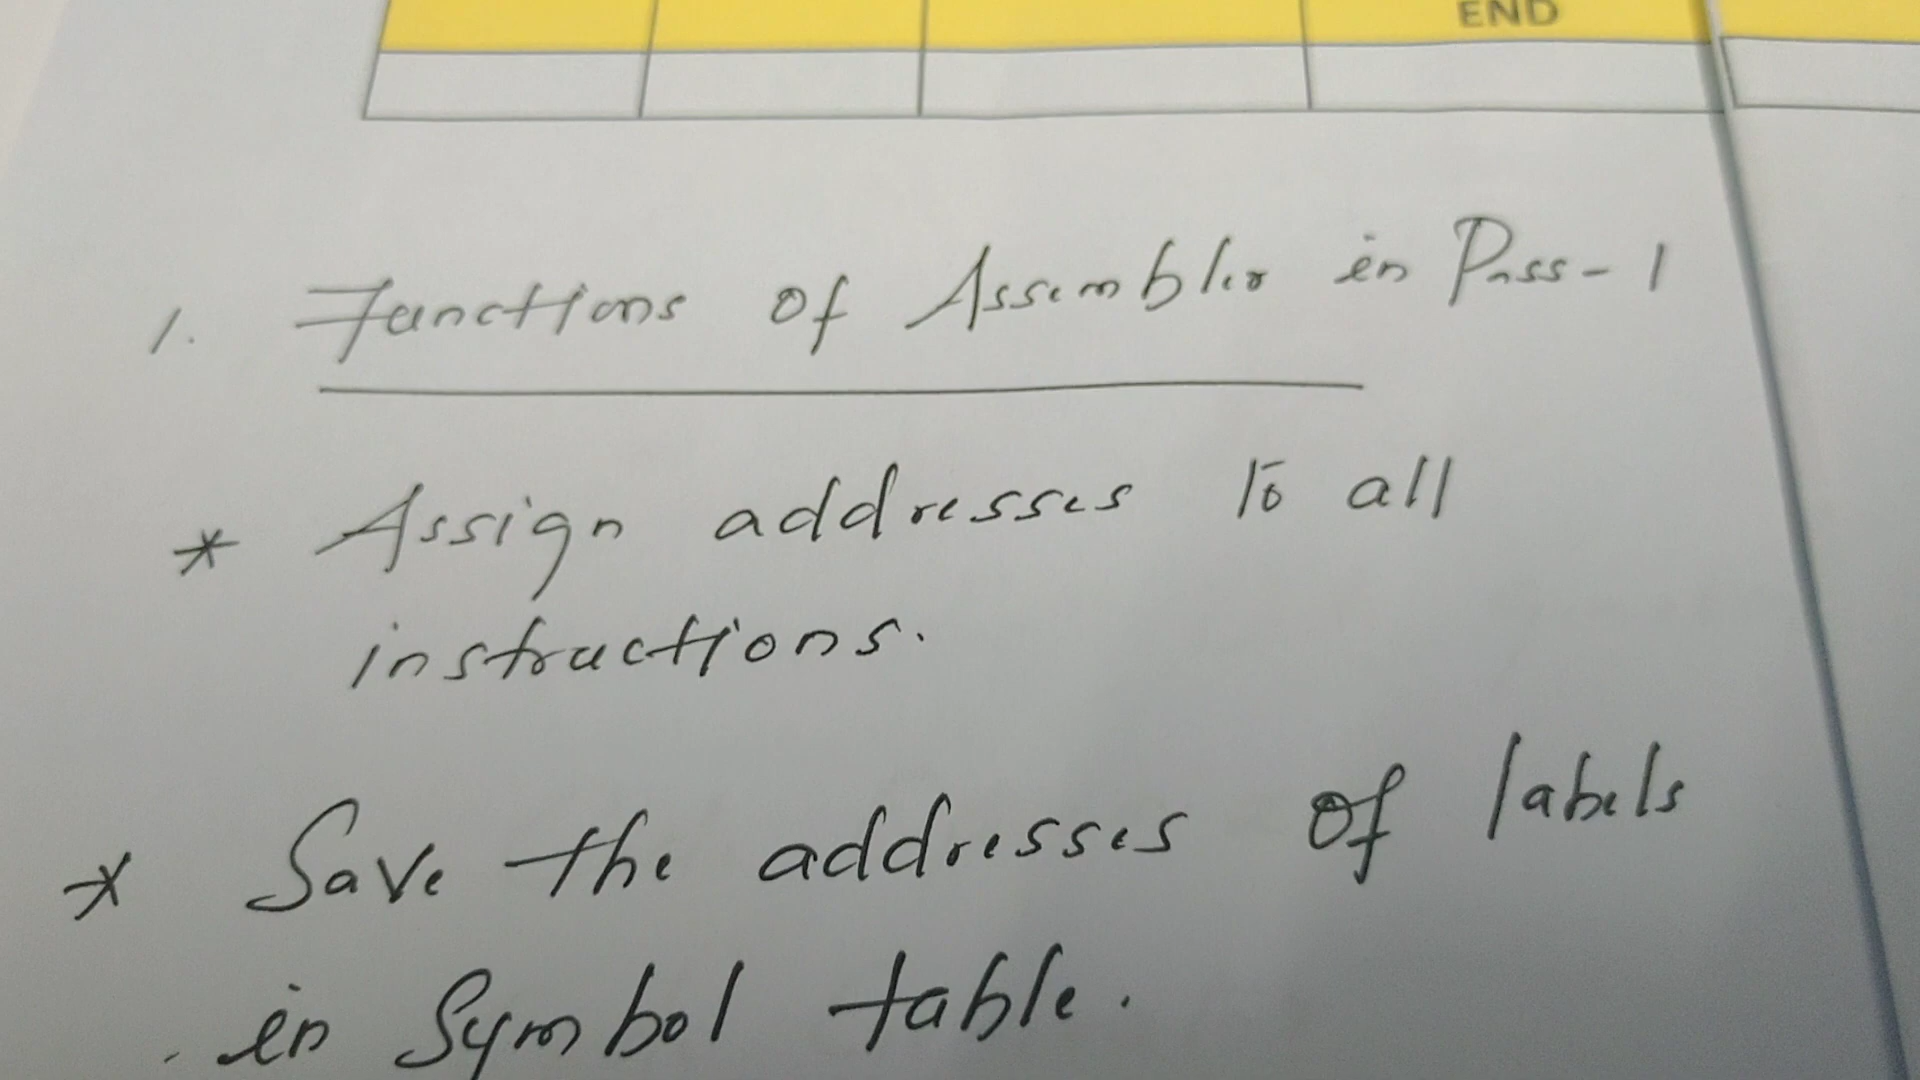 END
1. Functions of Assembler in Pass-1
* Assign addresses to all
instructions.
* Save the addresses of labels
in Symbol table.